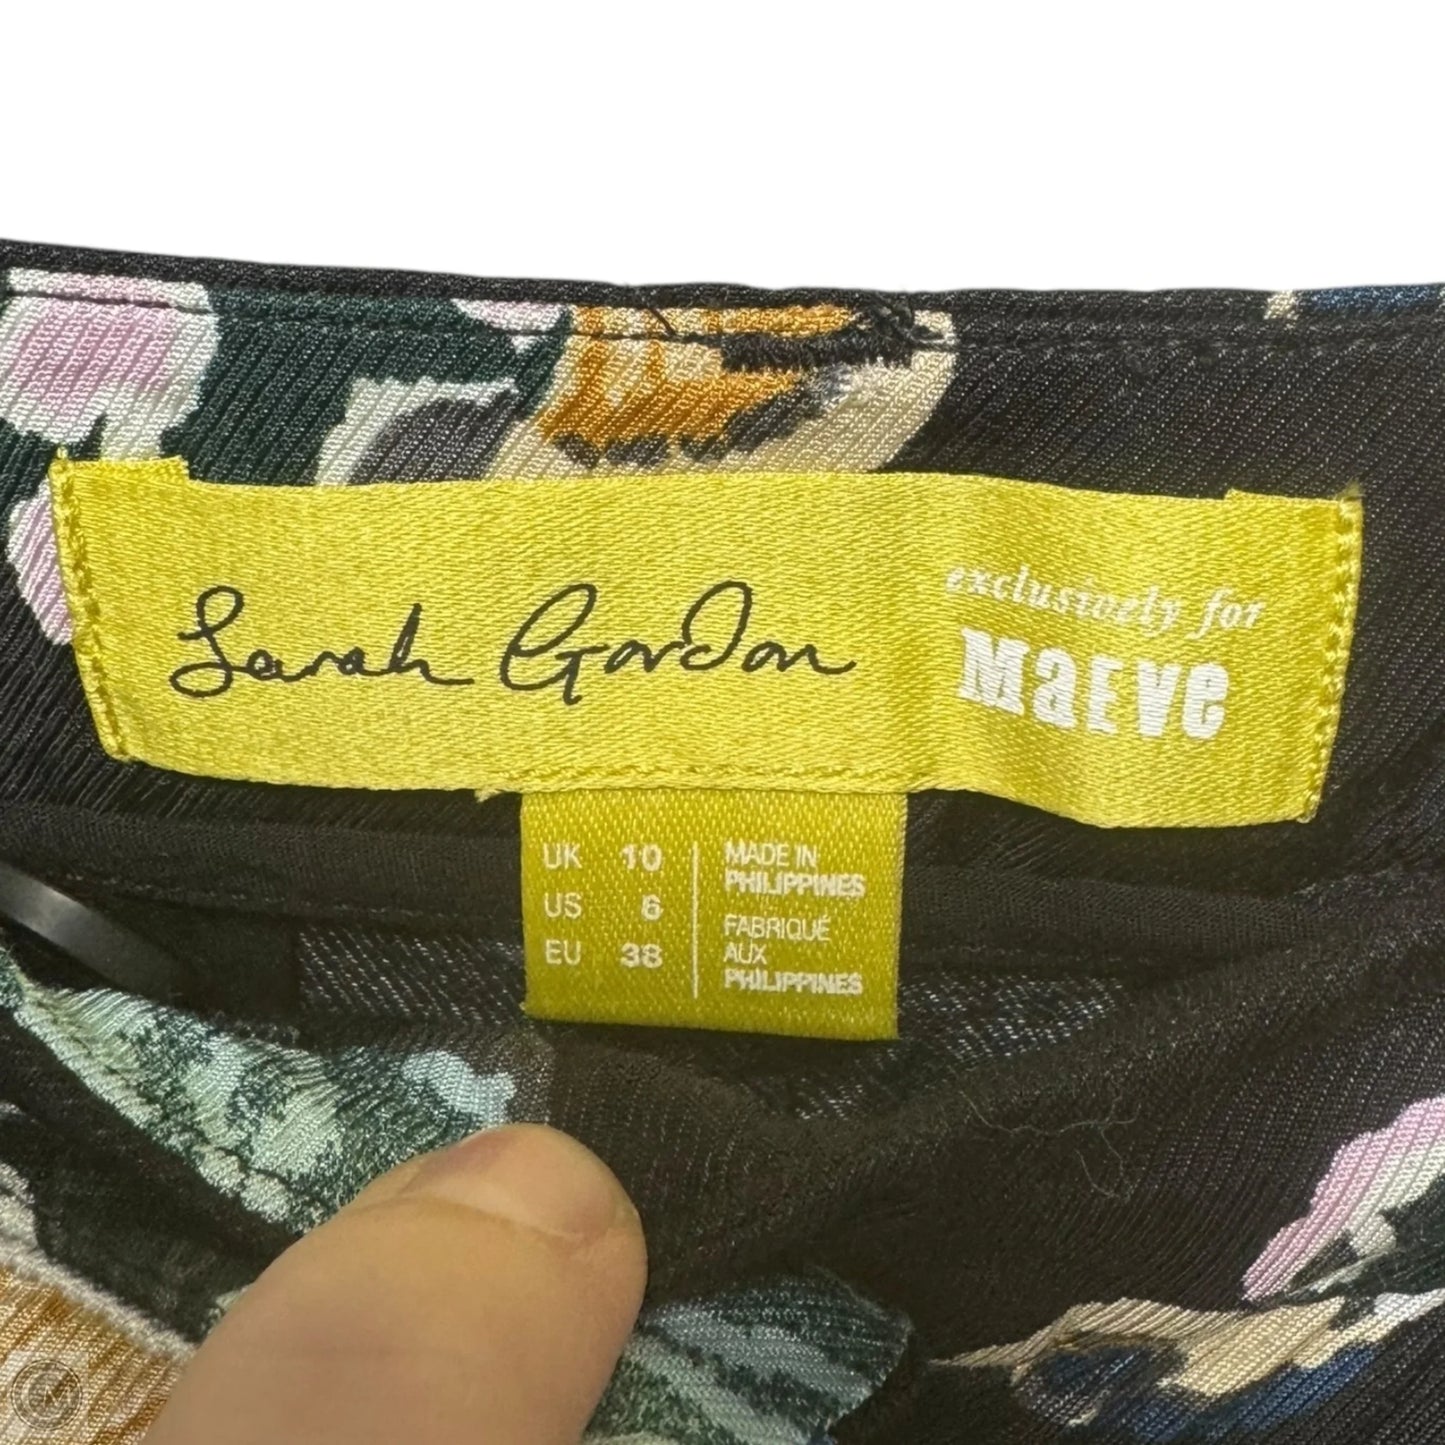 Sarah Gordon
exclusively for
MaEVe
UK 10
US 6
EU 38
MADE IN
PHILIPPINES
FABRIQUÉ
AUX
PHILIPPINES